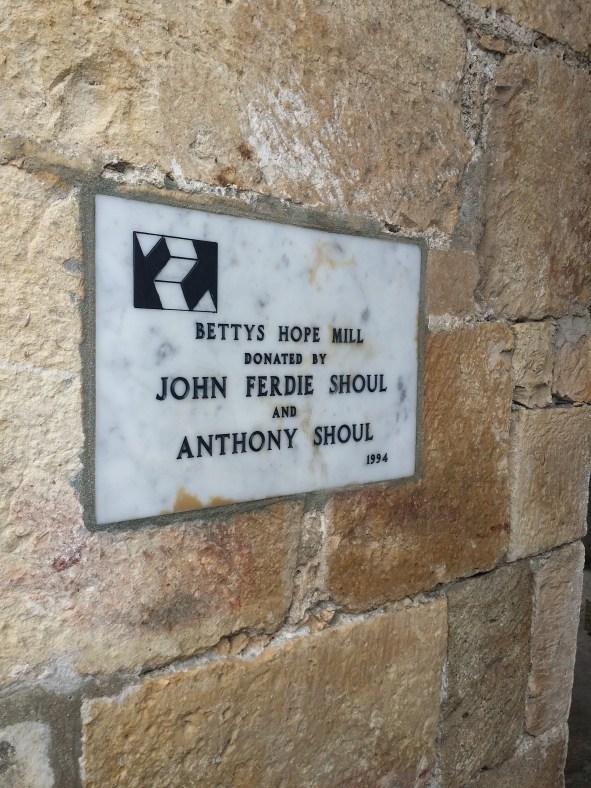 BETTYS HOPE MILL
DONATED BY
JOHN FERDIE SHOUL
AND
ANTHONY SHOUL
1994